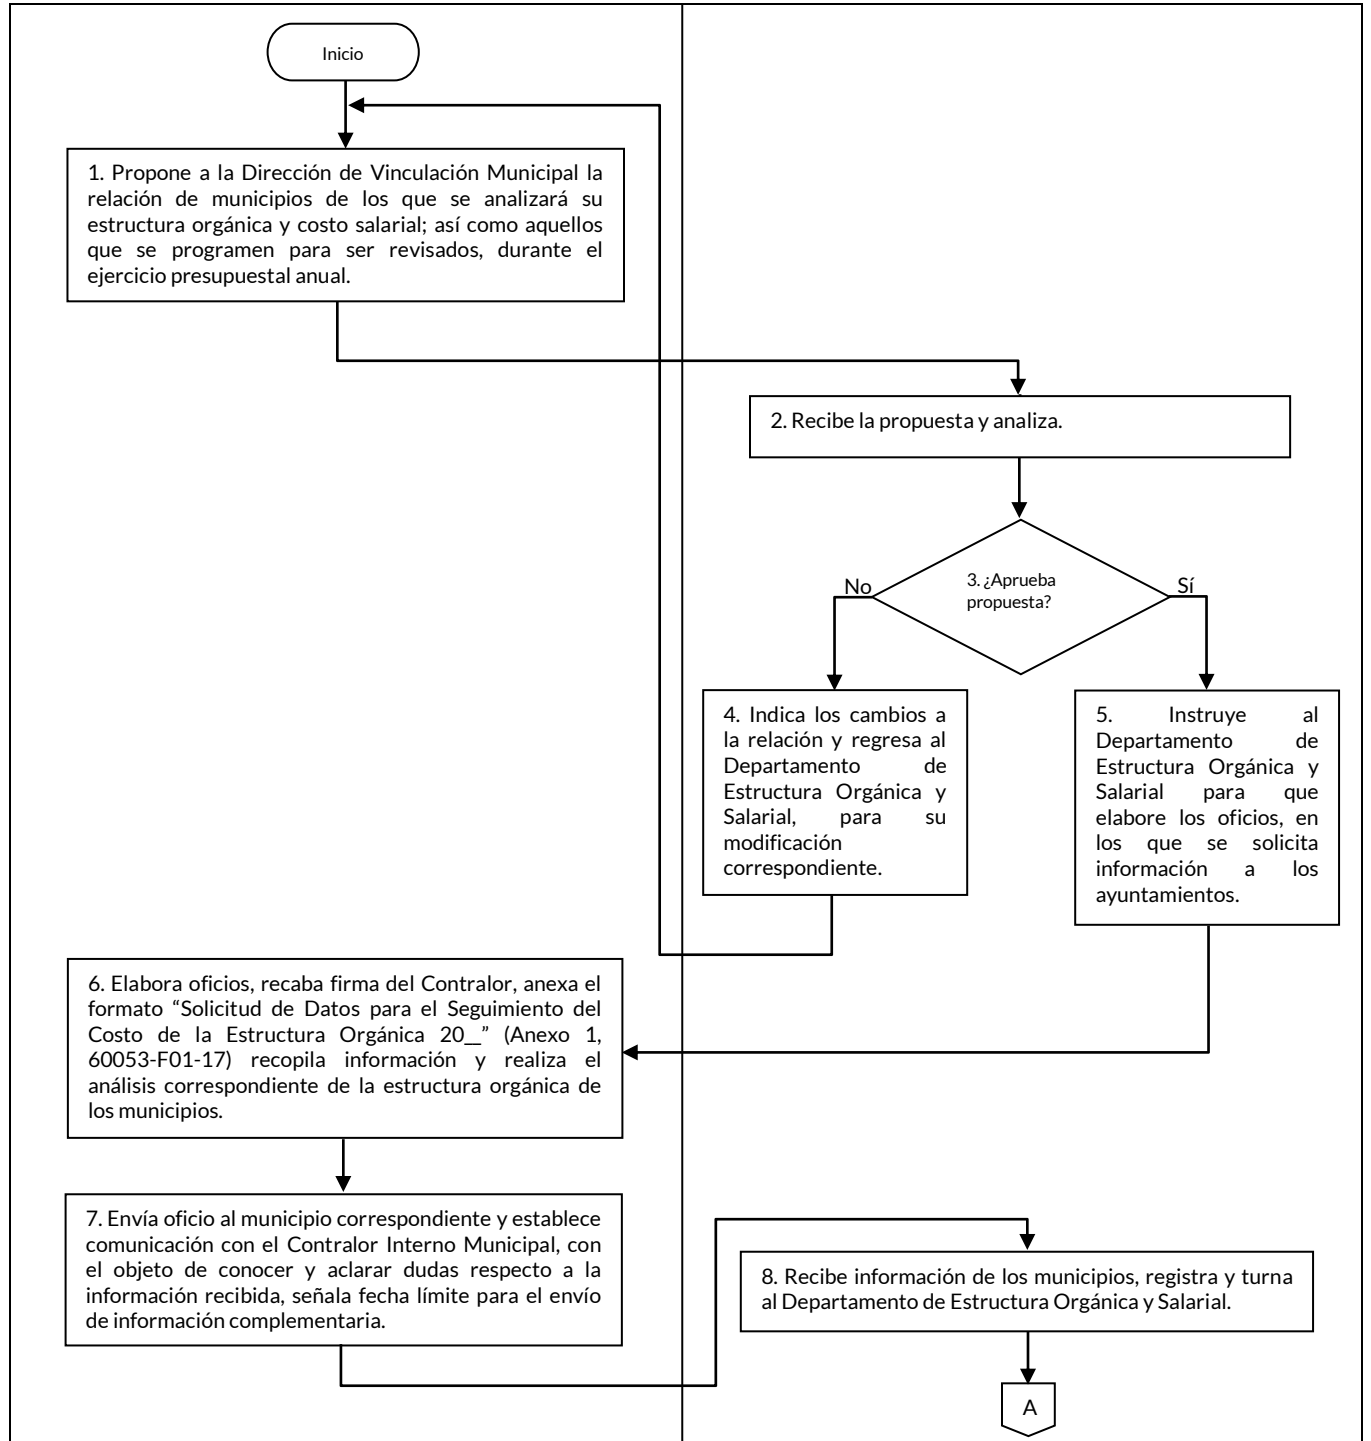 Inicio
1. Propone a la Dirección de Vinculación Municipal la
relación de municipios de los que se analizará su
estructura orgánica y costo salarial; así como aquellos
que se programen para ser revisados, durante el
ejercicio presupuestal anual.
2. Recibe la propuesta y analiza.
3. ¿Aprueba
propuesta?
No
Sí
4. Indica los cambios a
la relación y regresa al
Departamento de
Estructura Orgánica y
Salarial, para su
modificación
correspondiente.
5. Instruye al
Departamento de
Estructura Orgánica y
Salarial para que
elabore los oficios, en
los que se solicita
información a los
ayuntamientos.
6. Elabora oficios, recaba firma del Contralor, anexa el
formato “Solicitud de Datos para el Seguimiento del
Costo de la Estructura Orgánica 20__” (Anexo 1,
60053-F01-17) recopila información y realiza el
análisis correspondiente de la estructura orgánica de
los municipios.
7. Envía oficio al municipio correspondiente y establece
comunicación con el Contralor Interno Municipal, con
el objeto de conocer y aclarar dudas respecto a la
información recibida, señala fecha límite para el envío
de información complementaria.
8. Recibe información de los municipios, registra y turna
al Departamento de Estructura Orgánica y Salarial.
A